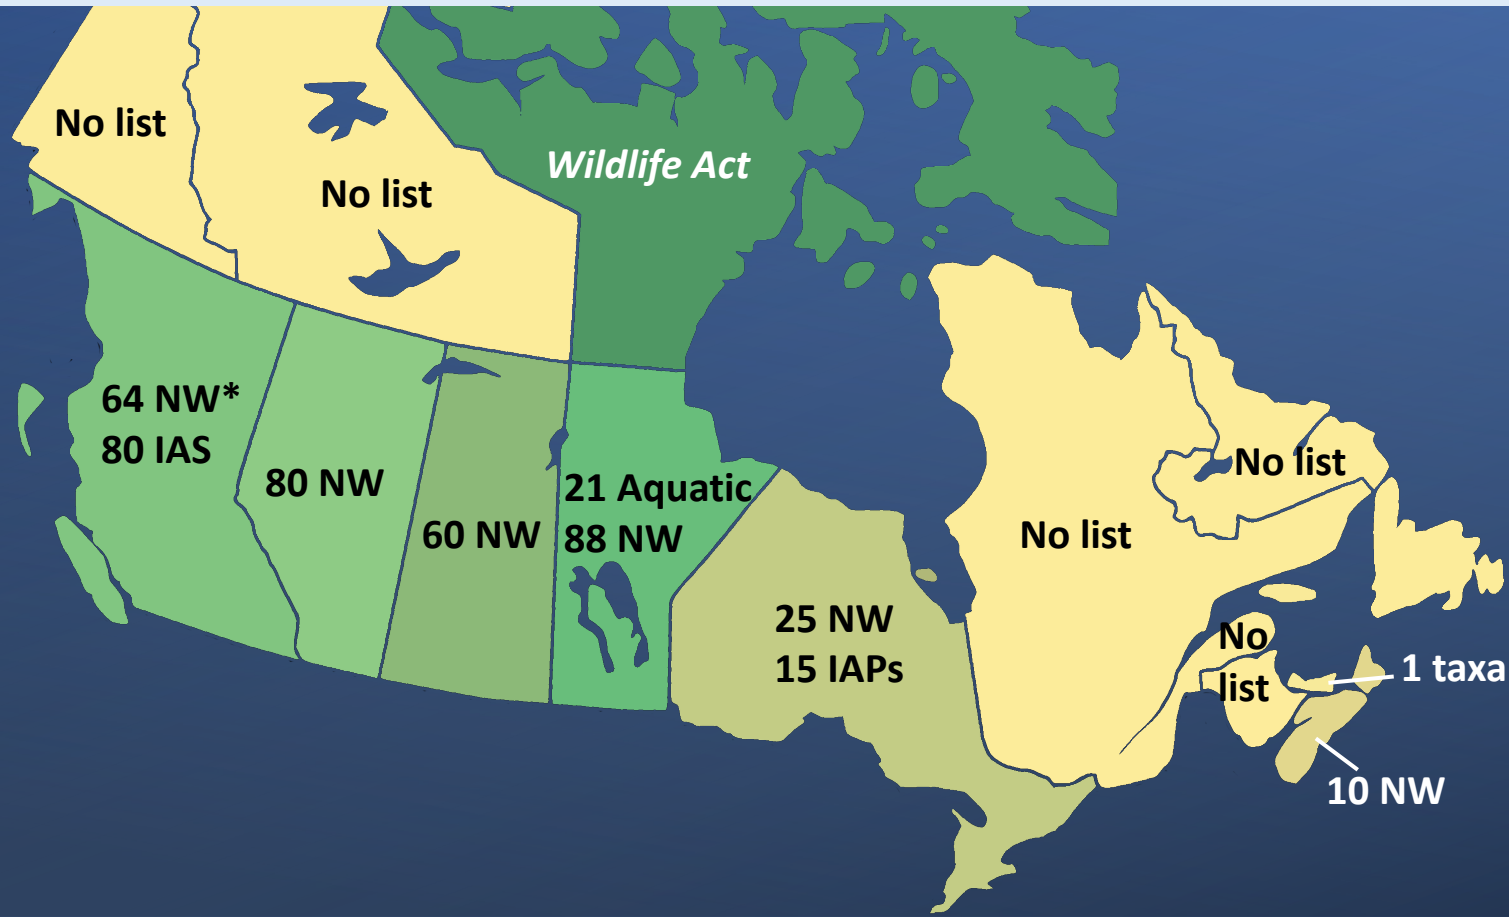 No list
No list
Wildlife Act
64 NW*
80 IAS
80 NW
60 NW
21 Aquatic
88 NW
25 NW
15 IAPs
No list
No list
No
list
1 taxa
10 NW